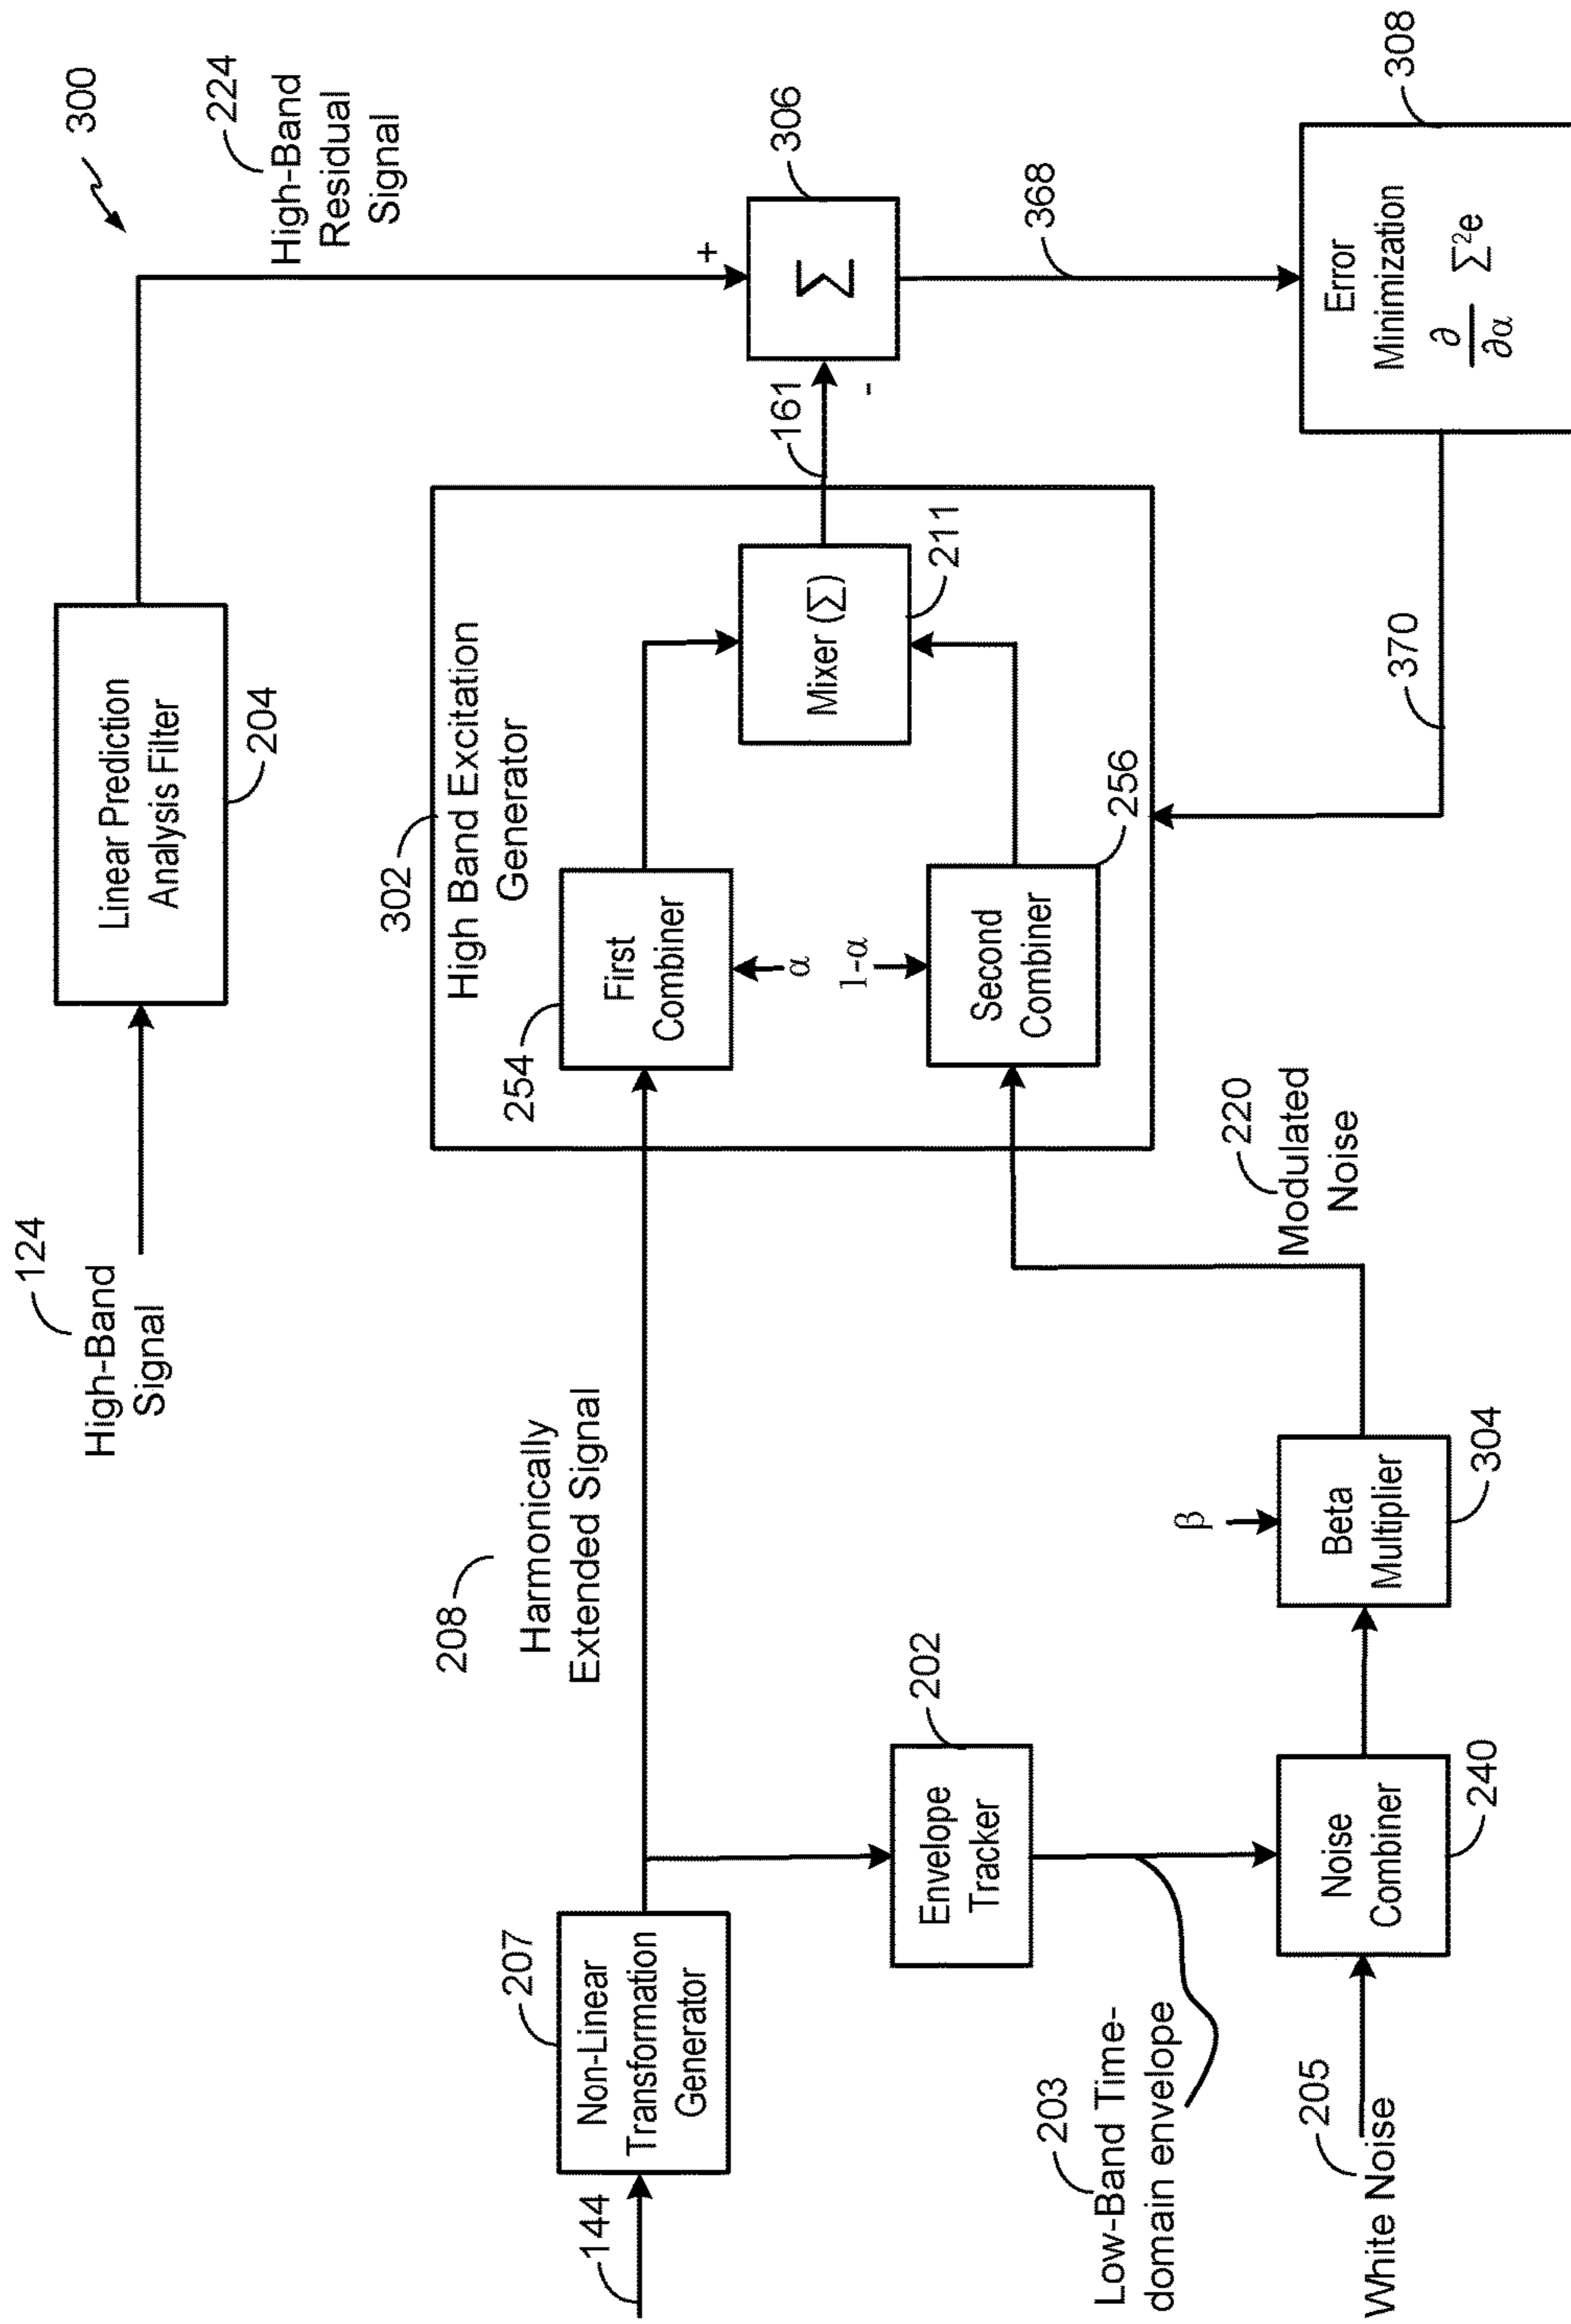 300
124
High-Band
Signal
Linear Prediction
Analysis Filter
204
224
High-Band
Residual
Signal
302
High Band Excitation
Generator
144
207
Non-Linear
Transformation
Generator
208
Harmonically
Extended Signal
254
First
Combiner
α
1-α
Second
Combiner
256
Mixer (Σ)
211
161
+
-
Σ
306
368
Error
Minimization
∂
∂α
Σ²e
308
370
202
Envelope
Tracker
203
Low-Band Time-
domain envelope
205
White Noise
Noise
Combiner
240
β
Beta
Multiplier
304
220
Modulated
Noise